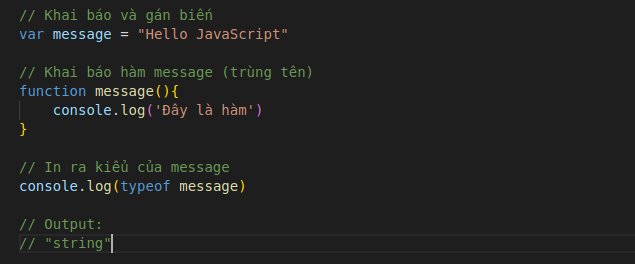 // Khai báo và gán biến
var message = "Hello JavaScript"
// Khai báo hàm message (trùng tên)
function message(){
    console.log('Đây là hàm')
}
// In ra kiểu của message
console.log(typeof message)
// Output:
// "string"